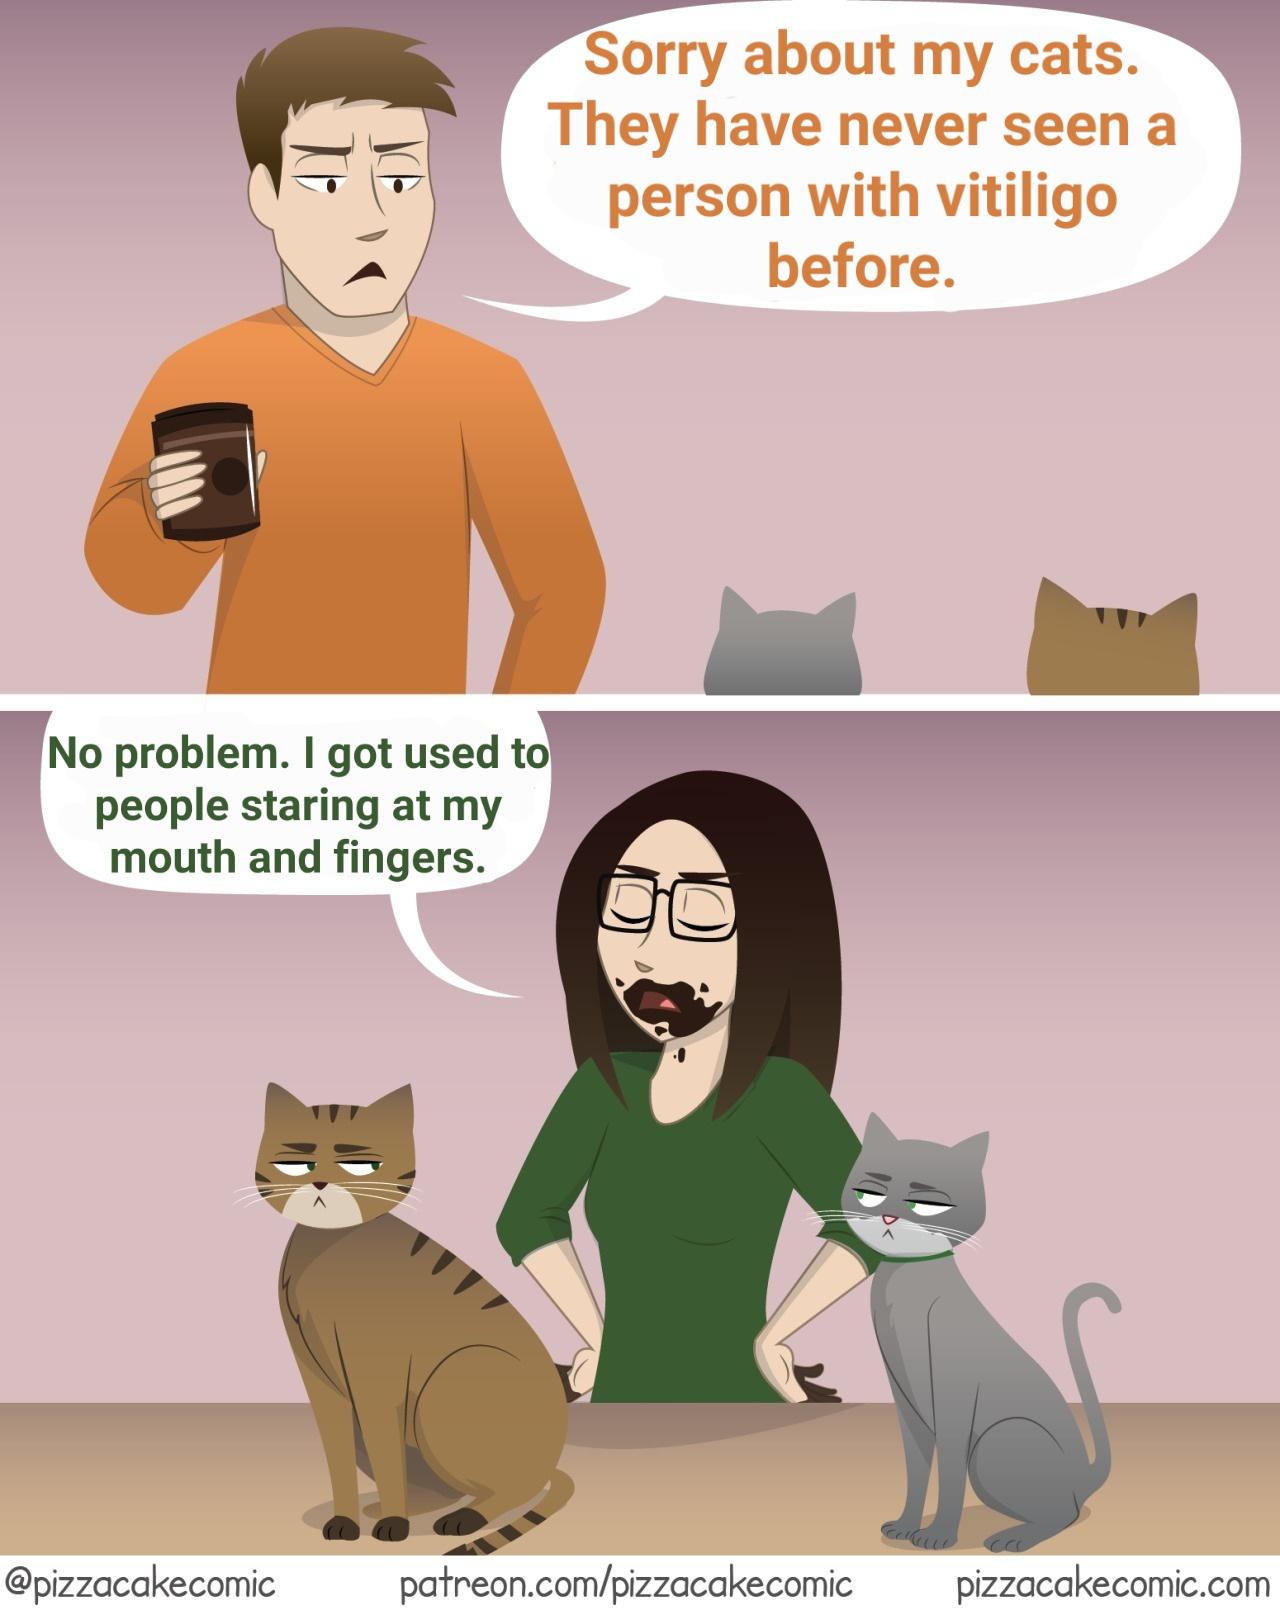 Sorry about my cats.
They have never seen a
person with vitiligo
before.
No problem. I got used to
people staring at my
mouth and fingers.
@pizzacakecomic patreon.com/pizzacakecomic pizzacakecomic.com